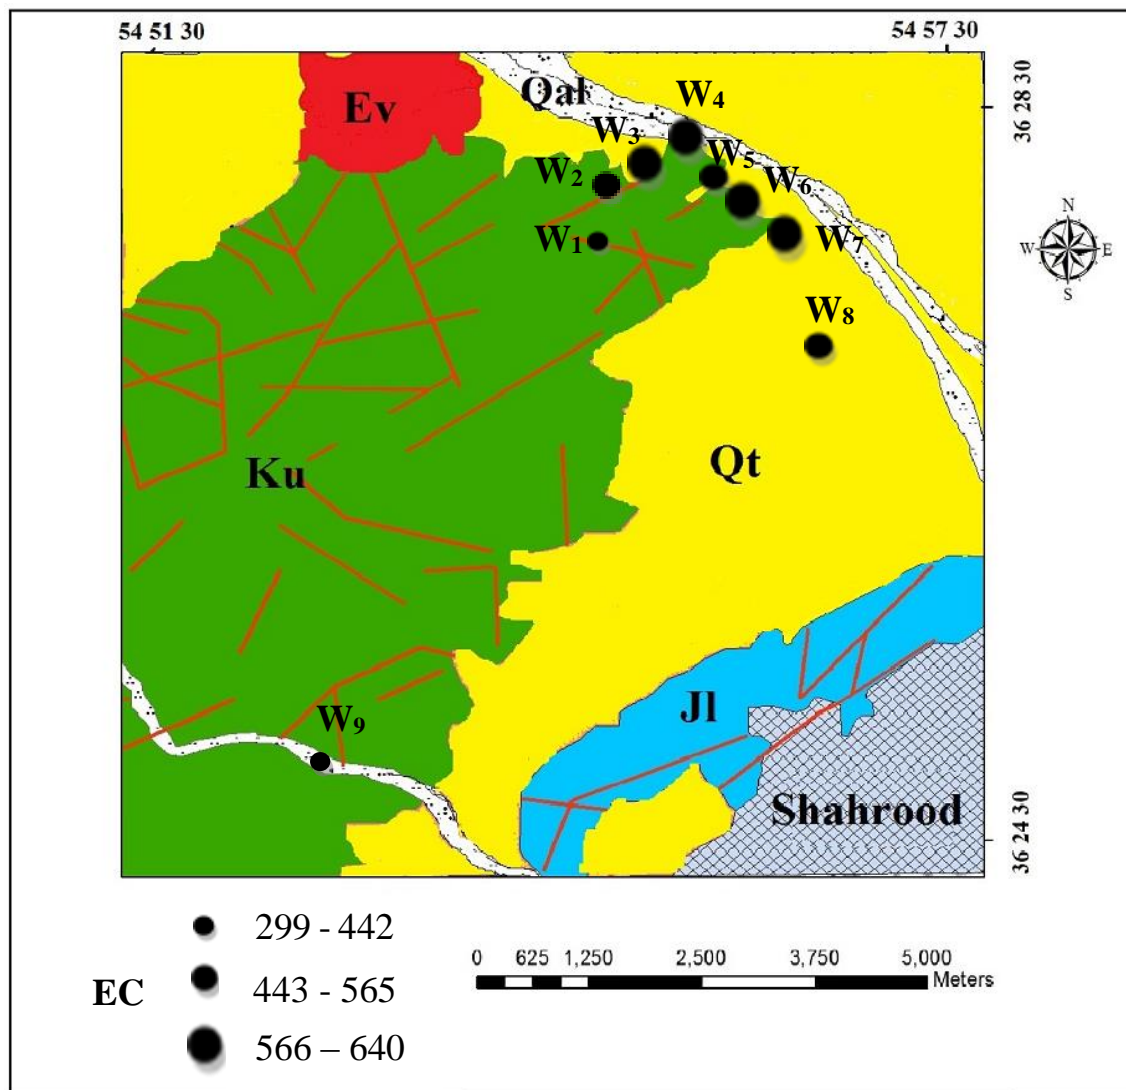 54 51 30 54 57 30
36 28 30
Ev
Qal
W4
W3
W5
W2
W6
W1
W7
N
W E
S
W8
Qt
Ku
Jl
W9
Shahrood
36 24 30
299 - 442
EC 443 - 565
566 – 640
0 625 1,250 2,500 3,750 5,000
Meters